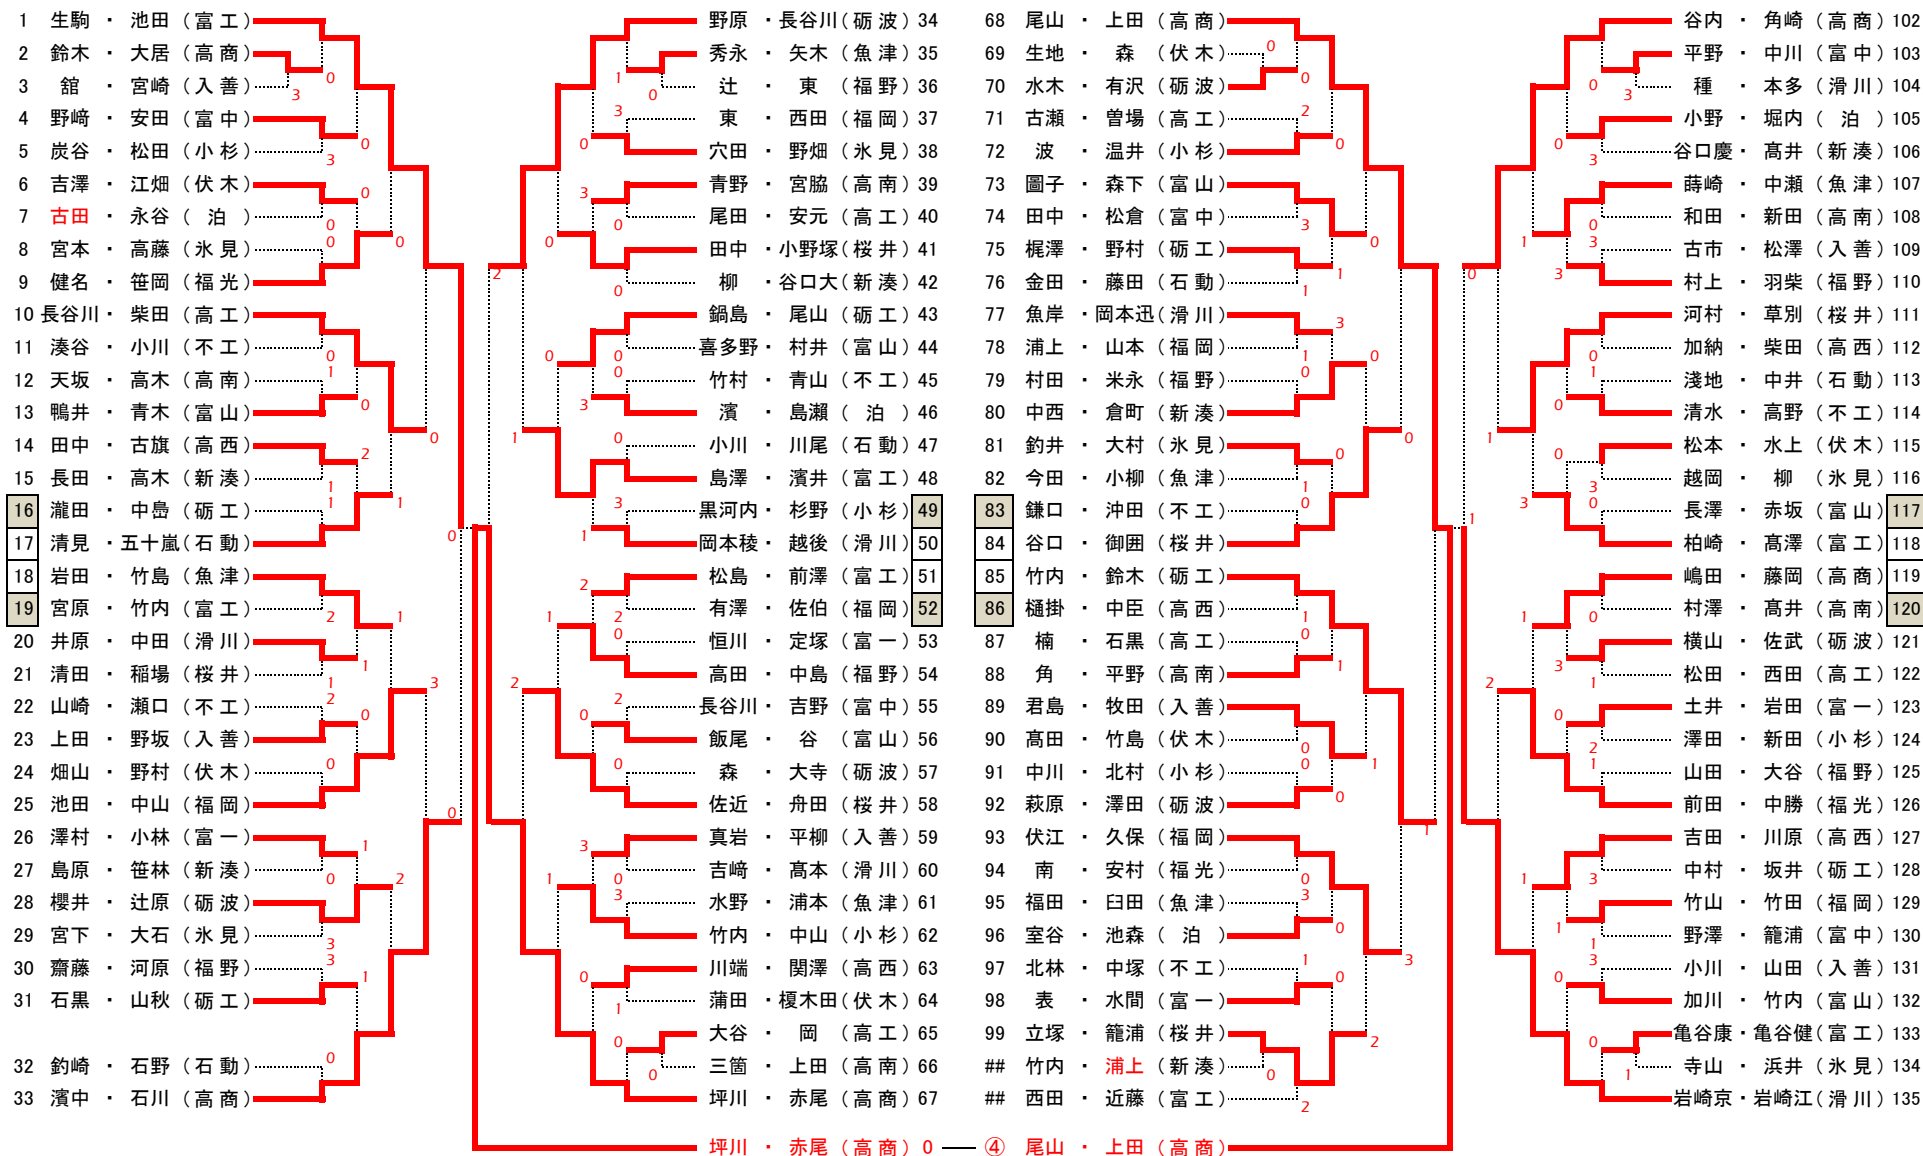 1 生駒 ・ 池田 (富工)
2 鈴木 ・ 大居 (高商)
3 舘 ・ 宮崎 (入善)
4 野﨑 ・ 安田 (富中)
5 炭谷 ・ 松田 (小杉)
6 吉澤 ・ 江畑 (伏木)
7 古田 ・ 永谷 (泊)
8 宮本 ・ 高藤 (氷見)
9 健名 ・ 笹岡 (福光)
10 長谷川 ・ 柴田 (高工)
11 湊谷 ・ 小川 (不工)
12 天坂 ・ 高木 (高南)
13 鴨井 ・ 青木 (富山)
14 田中 ・ 古旗 (高西)
15 長田 ・ 高木 (新湊)
16 瀧田 ・ 中嶌 (砺工)
17 清見 ・ 五十嵐 (石動)
18 岩田 ・ 竹島 (魚津)
19 宮原 ・ 竹内 (富工)
20 井原 ・ 中田 (滑川)
21 清田 ・ 稲場 (桜井)
22 山崎 ・ 瀬口 (不工)
23 上田 ・ 野坂 (入善)
24 畑山 ・ 野村 (伏木)
25 池田 ・ 中山 (福岡)
26 澤村 ・ 小林 (富一)
27 島原 ・ 笹林 (新湊)
28 櫻井 ・ 辻原 (砺波)
29 宮下 ・ 大石 (氷見)
30 齋藤 ・ 河原 (福野)
31 石黒 ・ 山秋 (砺工)
32 釣崎 ・ 石野 (石動)
33 濱中 ・ 石川 (高商)
野原 ・ 長谷川 (砺波) 34
秀永 ・ 矢木 (魚津) 35
辻 ・ 東 (福野) 36
東 ・ 西田 (福岡) 37
穴田 ・ 野畑 (氷見) 38
青野 ・ 宮脇 (高南) 39
尾田 ・ 安元 (高工) 40
田中 ・ 小野塚 (桜井) 41
柳 ・ 谷口大 (新湊) 42
鍋島 ・ 尾山 (砺工) 43
喜多野 ・ 村井 (富山) 44
竹村 ・ 青山 (不工) 45
濱 ・ 島瀬 (泊) 46
小川 ・ 川尾 (石動) 47
島澤 ・ 濱井 (富工) 48
黒河内 ・ 杉野 (小杉) 49
岡本稜 ・ 越後 (滑川) 50
松島 ・ 前澤 (富工) 51
有澤 ・ 佐伯 (福岡) 52
恒川 ・ 定塚 (富一) 53
高田 ・ 中島 (福野) 54
長谷川 ・ 吉野 (富中) 55
飯尾 ・ 谷 (富山) 56
森 ・ 大寺 (砺波) 57
佐近 ・ 舟田 (桜井) 58
真岩 ・ 平柳 (入善) 59
吉﨑 ・ 髙本 (滑川) 60
水野 ・ 浦本 (魚津) 61
竹内 ・ 中山 (小杉) 62
川端 ・ 関澤 (高西) 63
蒲田 ・ 榎木田 (伏木) 64
大谷 ・ 岡 (高工) 65
三箇 ・ 上田 (高南) 66
坪川 ・ 赤尾 (高商) 67
68 尾山 ・ 上田 (高商)
69 生地 ・ 森 (伏木)
70 水木 ・ 有沢 (砺波)
71 古瀬 ・ 曽場 (高工)
72 波 ・ 温井 (小杉)
73 圖子 ・ 森下 (富山)
74 田中 ・ 松倉 (富中)
75 梶澤 ・ 野村 (砺工)
76 金田 ・ 藤田 (石動)
77 魚岸 ・ 岡本迅 (滑川)
78 浦上 ・ 山本 (福岡)
79 村田 ・ 米永 (福野)
80 中西 ・ 倉町 (新湊)
81 釣井 ・ 大村 (氷見)
82 今田 ・ 小柳 (魚津)
83 鎌口 ・ 沖田 (不工)
84 谷口 ・ 御囲 (桜井)
85 竹内 ・ 鈴木 (砺工)
86 樋掛 ・ 中臣 (高西)
87 楠 ・ 石黒 (高工)
88 角 ・ 平野 (高南)
89 君島 ・ 牧田 (入善)
90 髙田 ・ 竹島 (伏木)
91 中川 ・ 北村 (小杉)
92 萩原 ・ 澤田 (砺波)
93 伏江 ・ 久保 (福岡)
94 南 ・ 安村 (福光)
95 福田 ・ 臼田 (魚津)
96 室谷 ・ 池森 (泊)
97 北林 ・ 中塚 (不工)
98 表 ・ 水間 (富一)
99 立塚 ・ 籠浦 (桜井)
## 竹内 ・ 浦上 (新湊)
## 西田 ・ 近藤 (富工)
谷内 ・ 角崎 (高商) 102
平野 ・ 中川 (富中) 103
種 ・ 本多 (滑川) 104
小野 ・ 堀内 (泊) 105
谷口慶 ・ 髙井 (新湊) 106
蒔崎 ・ 中瀬 (魚津) 107
和田 ・ 新田 (高南) 108
古市 ・ 松澤 (入善) 109
村上 ・ 羽柴 (福野) 110
河村 ・ 草別 (桜井) 111
加納 ・ 柴田 (高西) 112
淺地 ・ 中井 (石動) 113
清水 ・ 高野 (不工) 114
松本 ・ 水上 (伏木) 115
越岡 ・ 柳 (氷見) 116
長澤 ・ 赤坂 (富山) 117
柏崎 ・ 髙澤 (富工) 118
嶋田 ・ 藤岡 (高商) 119
村澤 ・ 髙井 (高南) 120
横山 ・ 佐武 (砺波) 121
松田 ・ 西田 (高工) 122
土井 ・ 岩田 (富一) 123
澤田 ・ 新田 (小杉) 124
山田 ・ 大谷 (福野) 125
前田 ・ 中勝 (福光) 126
吉田 ・ 川原 (高西) 127
中村 ・ 坂井 (砺工) 128
竹山 ・ 竹田 (福岡) 129
野澤 ・ 籠浦 (富中) 130
小川 ・ 山田 (入善) 131
加川 ・ 竹内 (富山) 132
亀谷康 ・ 亀谷健 (富工) 133
寺山 ・ 浜井 (氷見) 134
岩崎京 ・ 岩崎江 (滑川) 135
坪川 ・ 赤尾 (高商) 0 ― ④ 尾山 ・ 上田 (高商)